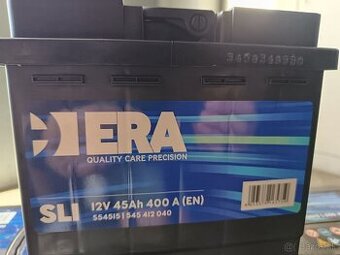 ERA
QUALITY CARE PRECISION
SLI
12V 45Ah 400 A (EN)
S54515 | 545 412 040